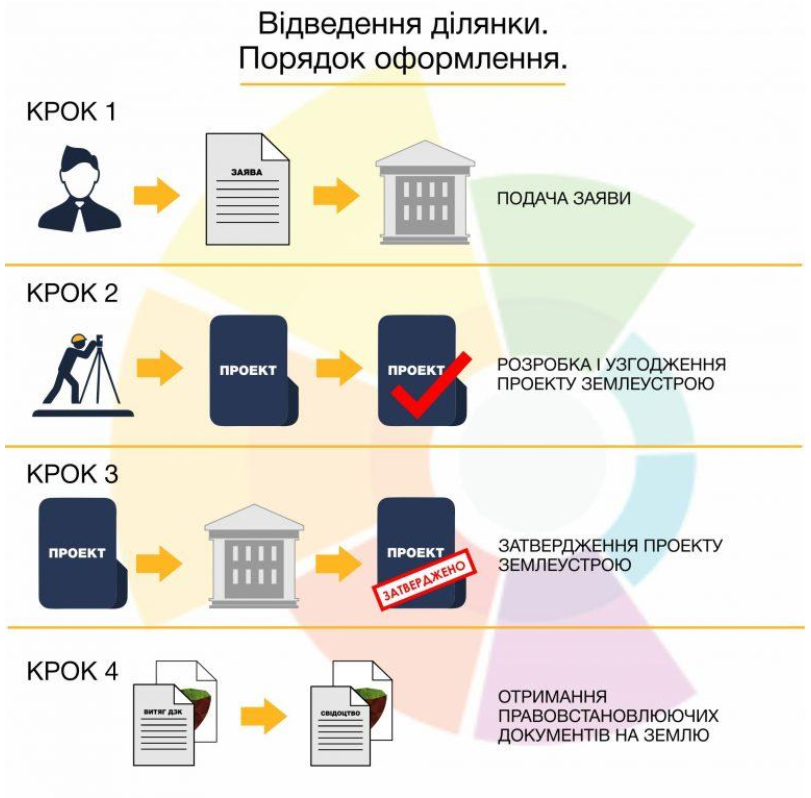 Відведення ділянки.
Порядок оформлення.
КРОК 1
ЗАЯВА
ПОДАЧА ЗАЯВИ
КРОК 2
ПРОЕКТ
ПРОЕКТ
РОЗРОБКА І УЗГОДЖЕННЯ
ПРОЕКТУ ЗЕМЛЕУСТРОЮ
КРОК 3
ПРОЕКТ
ПРОЕКТ
ЗАТВЕРДЖЕНО
ЗАТВЕРДЖЕННЯ ПРОЕКТУ
ЗЕМЛЕУСТРОЮ
КРОК 4
ВИТЯГ ДЗК
СВІДОЦТВО
ОТРИМАННЯ
ПРАВОВСТАНОВЛЮЮЧИХ
ДОКУМЕНТІВ НА ЗЕМЛЮ